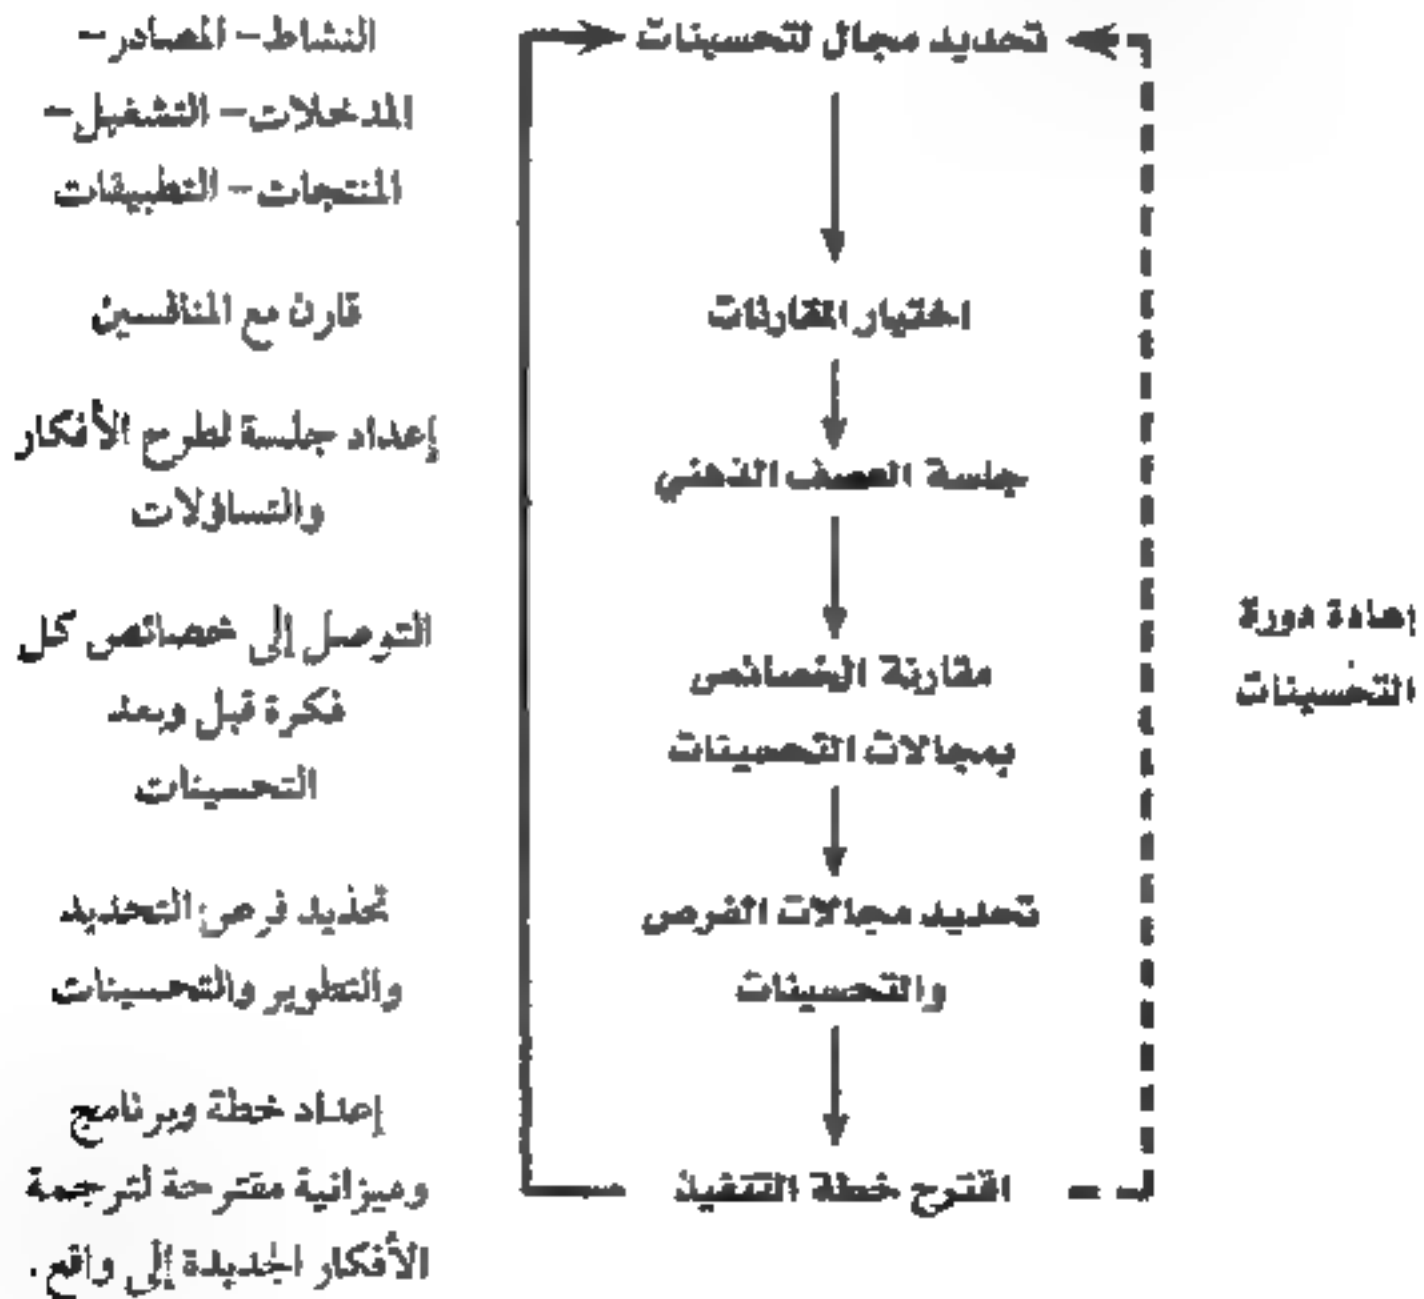 تحديد مجال لتحسينات
اختيار المقارنات
جلسة العصف الذهني
مقارنة الخصائص
بمجالات التحسينات
تحديد مجالات الفرص
والتحسينات
اقترح خطة التنفيذ
إعادة دورة
التحسينات
النشاط - المصادر -
المدخلات - التشغيل -
المنتجات - التطبيقات
قارن مع المنافسين
إعداد جلسة لطرح الأفكار
والتساؤلات
التوصل إلى خصائص كل
فكرة قبل وبعد
التحسينات
تحديد فرص التحديد
والتطوير والتحسينات
إعداد خطة وبرنامج
وميزانية مقترحة لترجمة
الأفكار الجديدة إلى واقع.